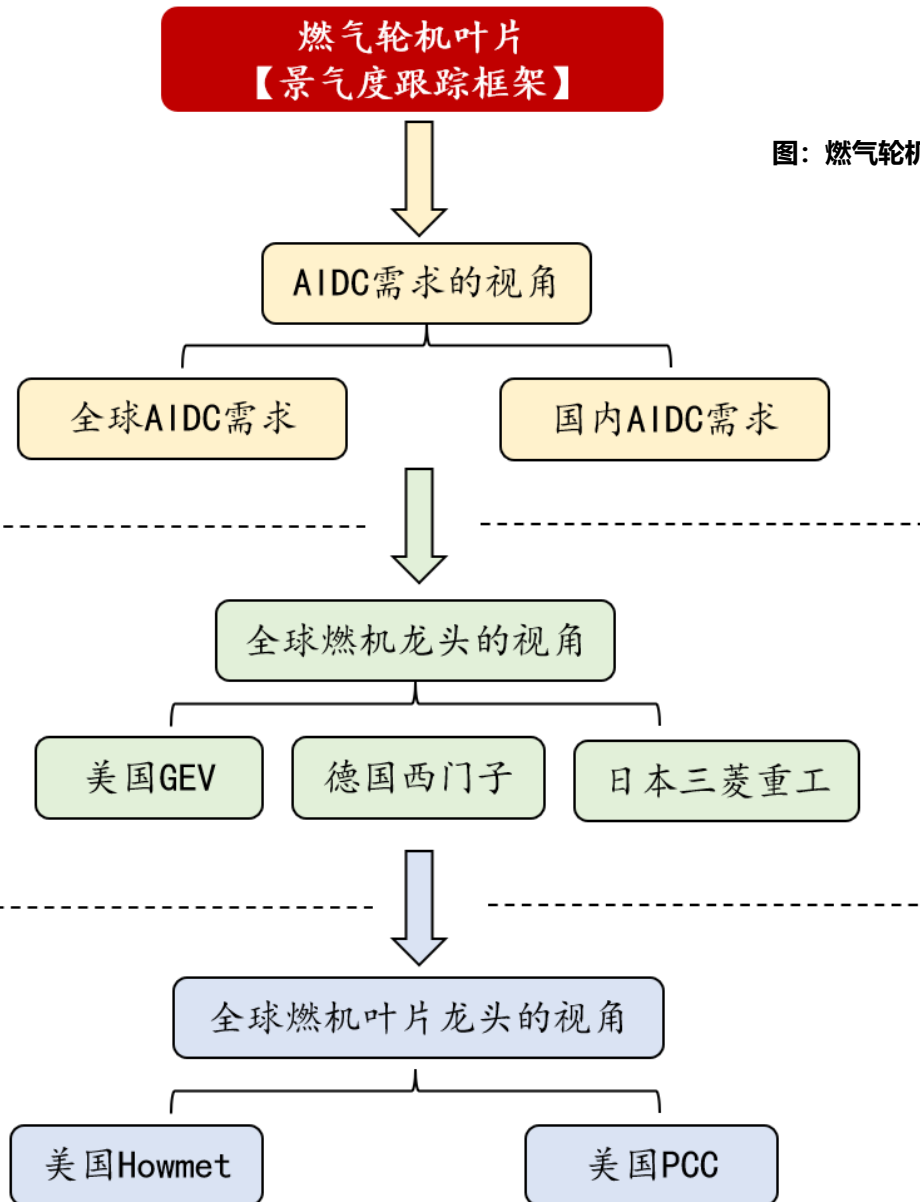 燃气轮机叶片
【景气度跟踪框架】
图：燃气轮机
AIDC需求的视角
全球AIDC需求
国内AIDC需求
全球燃机龙头的视角
美国GEV
德国西门子
日本三菱重工
全球燃机叶片龙头的视角
美国Howmet
美国PCC